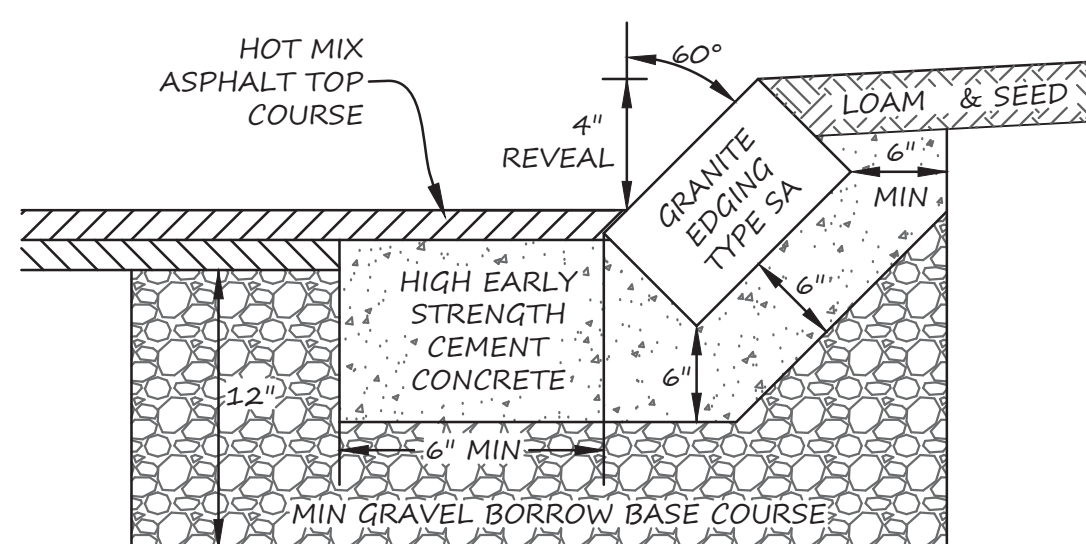 HOT MIX
ASPHALT TOP
COURSE
60°
4"
REVEAL
LOAM & SEED
GRANITE
EDGING
TYPE SA
6"
MIN
HIGH EARLY
STRENGTH
CEMENT
CONCRETE
6"
6"
12"
6" MIN
MIN GRAVEL BORROW BASE COURSE